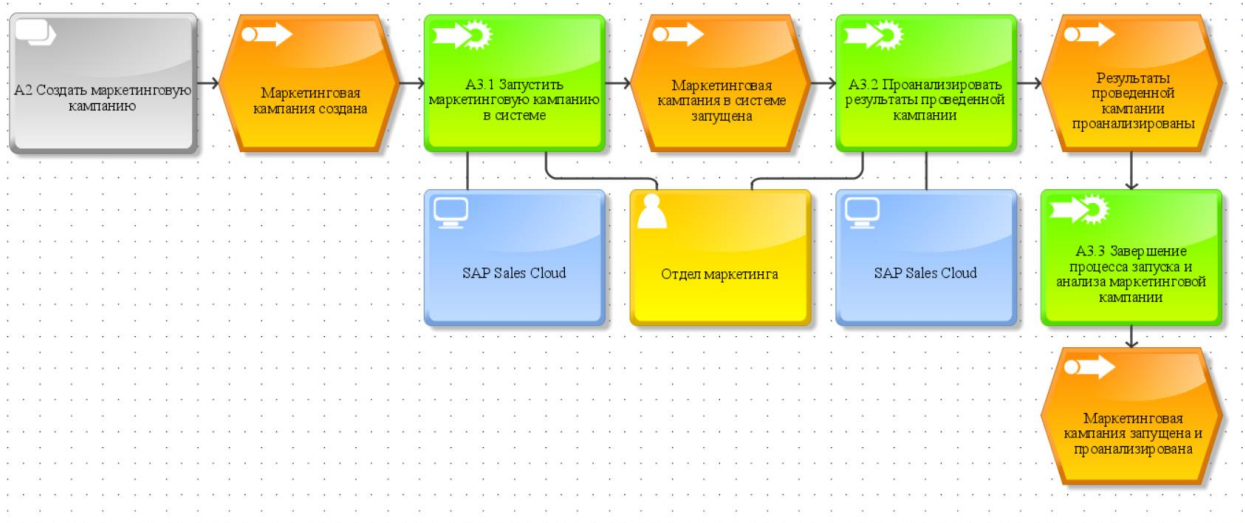 А2 Создать маркетинговую
кампанию
Маркетинговая
кампания создана
А3.1 Запустить
маркетинговую кампанию
в системе
Маркетинговая
кампания в системе
запущена
А3.2 Проанализировать
результаты проведенной
кампании
Результаты
проведенной
кампании
проанализированы
SAP Sales Cloud
Отдел маркетинга
SAP Sales Cloud
А3.3 Завершение
процесса запуска и
анализа маркетинговой
кампании
Маркетинговая
кампания запущена и
проанализирована